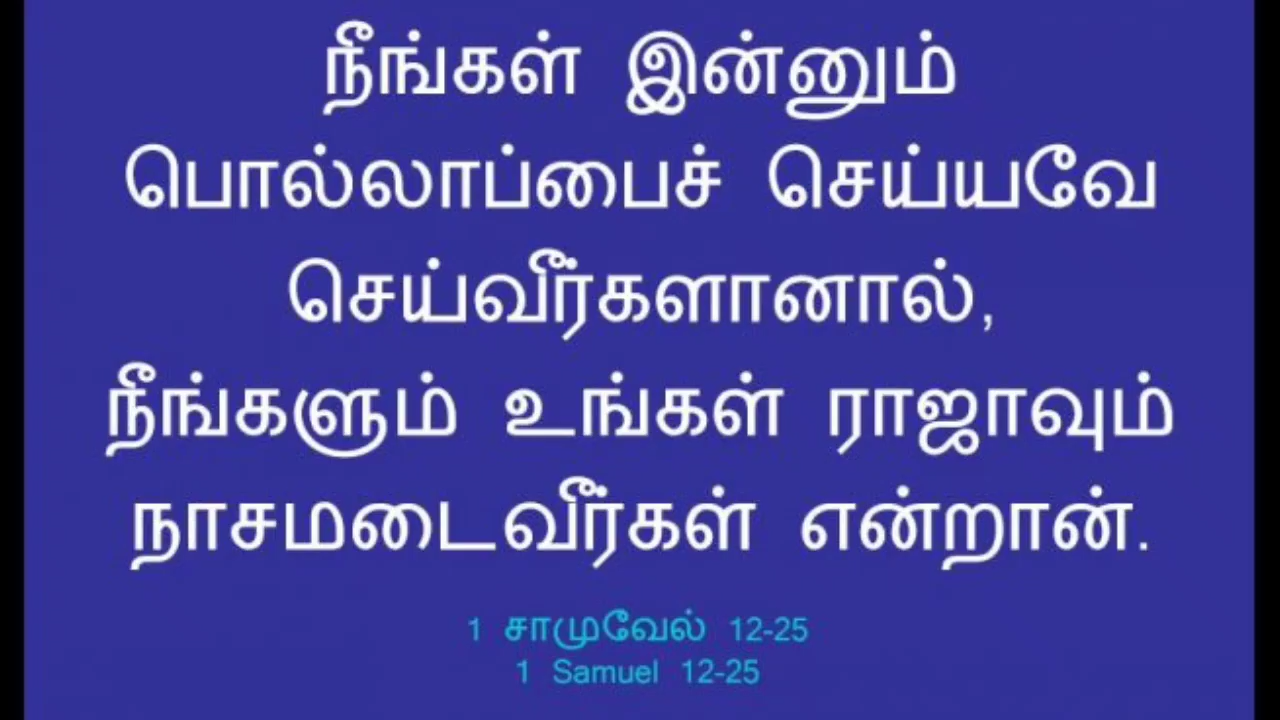 நீங்கள் இன்னும்
பொல்லாப்பைச் செய்யவே
செய்வீர்களானால்,
நீங்களும் உங்கள் ராஜாவும்
நாசமடைவீர்கள் என்றான்.
1 சாமுவேல் 12-25
1 Samuel 12-25